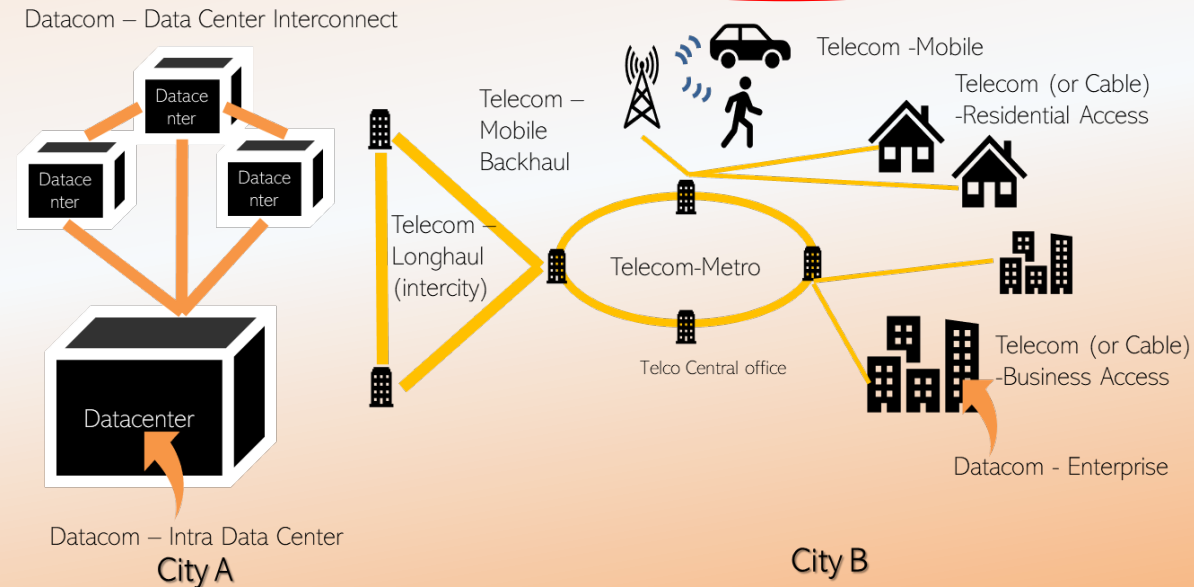 Datacom – Data Center Interconnect
Datace
nter
Datace
nter
Datace
nter
Datacenter
Datacom – Intra Data Center
City A
Telecom –
Mobile
Backhaul
Telecom –
Longhaul
(intercity)
Telecom -Mobile
Telecom (or Cable)
-Residential Access
Telecom-Metro
Telco Central office
Telecom (or Cable)
-Business Access
Datacom - Enterprise
City B